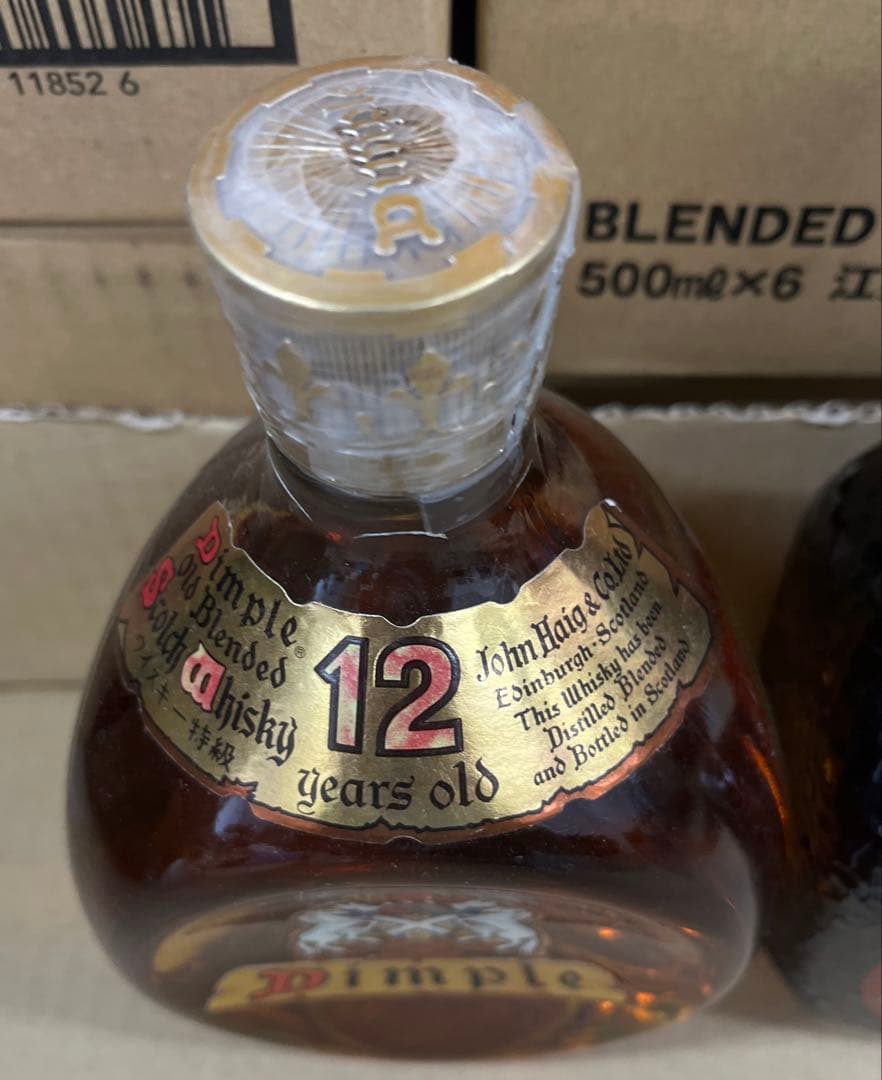 11852 6
BLENDED
500mℓ×6 江
Dimple®
Old Blended
Scotch Whisky
ウイスキー特級
12
years old
John Haig & Co. Ltd
Edinburgh · Scotland
This Whisky has been
Distilled Blended
and Bottled in Scotland
Dimple